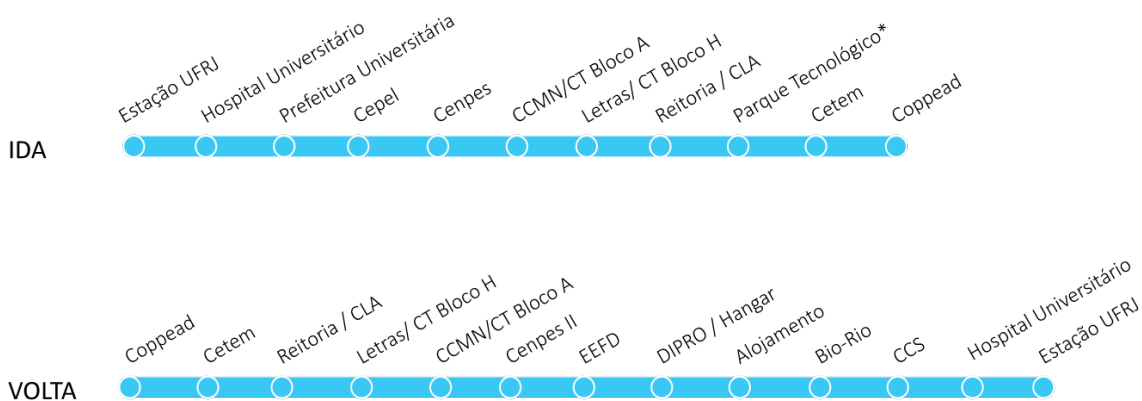 IDA
Estação UFRJ
Hospital Universitário
Prefeitura Universitária
Cepel
Cenpes
CCMN/CT Bloco A
Letras/ CT Bloco H
Reitoria / CLA
Parque Tecnológico*
Cetem
Coppead
VOLTA
Coppead
Cetem
Reitoria / CLA
Letras/ CT Bloco H
CCMN/CT Bloco A
Cenpes II
EEFD
DIPRO / Hangar
Alojamento
Bio-Rio
CCS
Hospital Universitário
Estação UFRJ